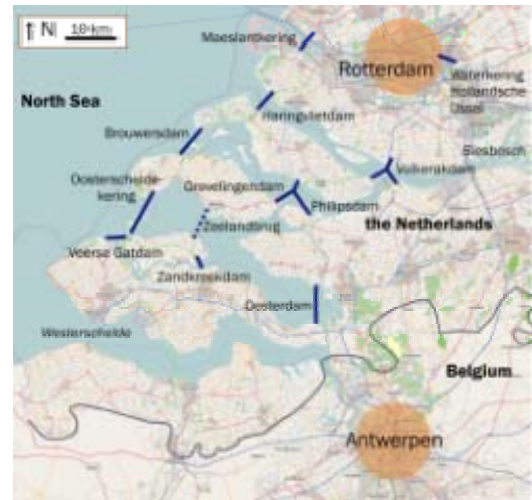 N
10 km
Maeslantkering
Rotterdam
Waterkering
Hollandsche
IJssel
North Sea
Haringvlietdam
Brouwersdam
Biesbosch
Volkerakdam
Oosterschelde-
kering
Grevelingendam
Philipsdam
the Netherlands
Zeelandbrug
Veerse Gatdam
Zandkreekdam
Oesterdam
Westerschelde
Belgium
Antwerpen